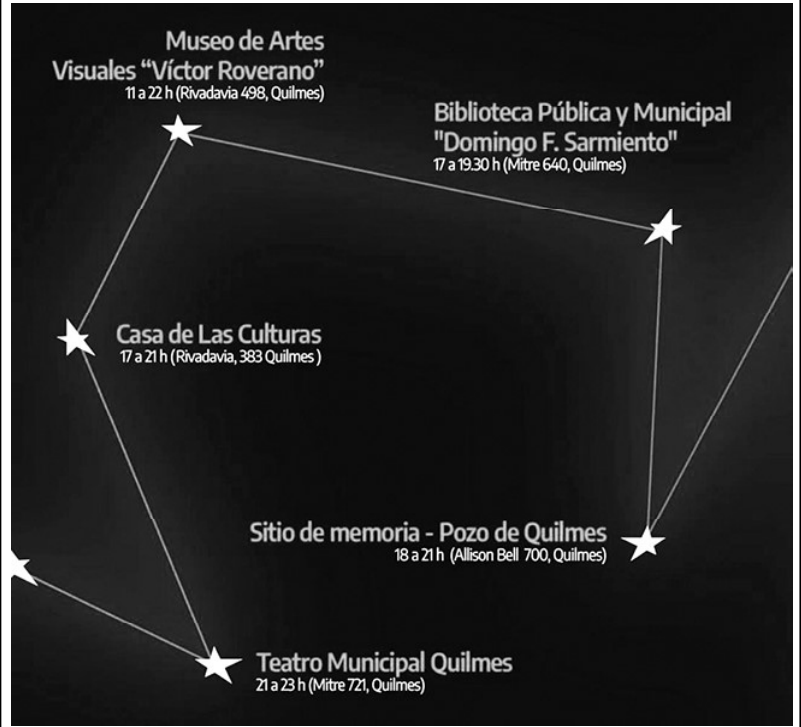 Museo de Artes
Visuales “Víctor Roverano”
11 a 22 h (Rivadavia 498, Quilmes)
Biblioteca Pública y Municipal
"Domingo F. Sarmiento"
17 a 19.30 h (Mitre 640, Quilmes)
Casa de Las Culturas
17 a 21 h (Rivadavia, 383 Quilmes )
Sitio de memoria - Pozo de Quilmes
18 a 21 h (Allison Bell 700, Quilmes)
Teatro Municipal Quilmes
21 a 23 h (Mitre 721, Quilmes)